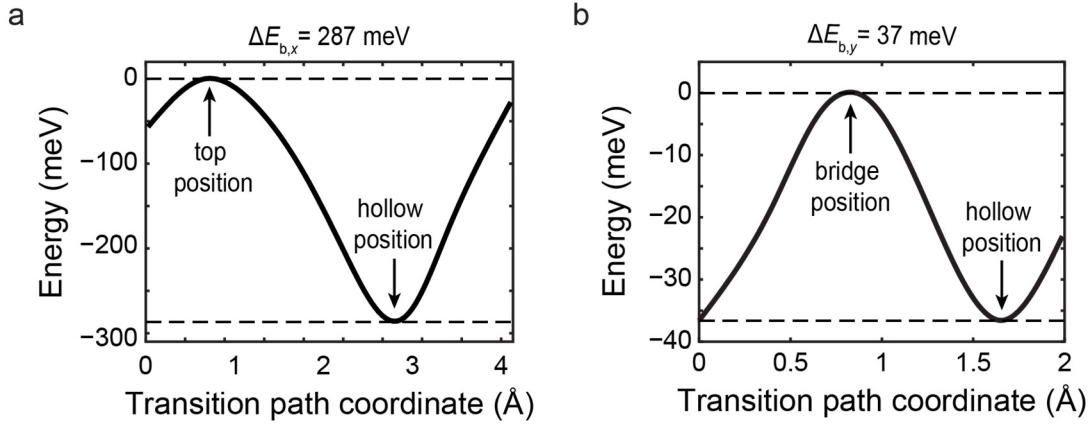 a
ΔE_b,x = 287 meV
0
−100
−200
−300
Energy (meV)
top
position
hollow
position
0
1
2
3
4
Transition path coordinate (Å)
b
ΔE_b,y = 37 meV
0
−10
−20
−30
−40
Energy (meV)
bridge
position
hollow
position
0
0.5
1
1.5
2
Transition path coordinate (Å)